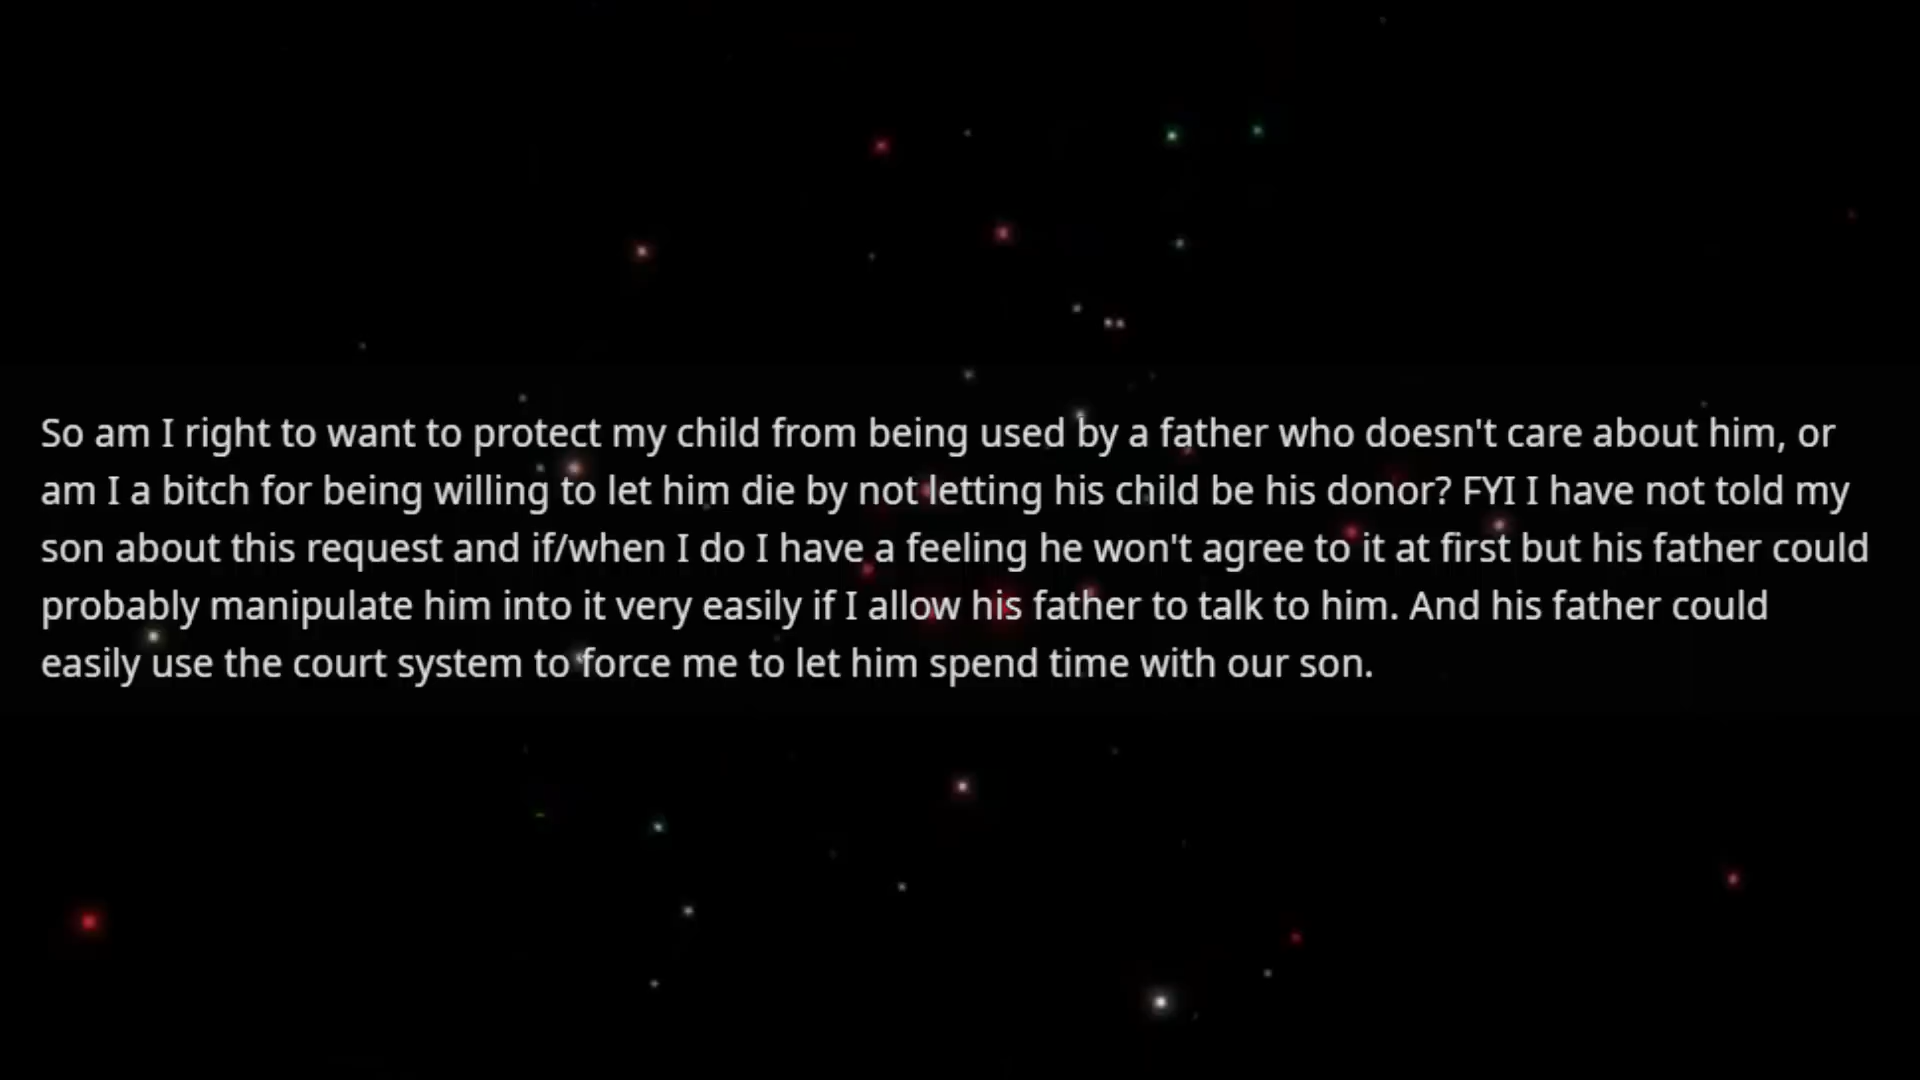 So am I right to want to protect my child from being used by a father who doesn't care about him, or
am I a bitch for being willing to let him die by not letting his child be his donor? FYI I have not told my
son about this request and if/when I do I have a feeling he won't agree to it at first but his father could
probably manipulate him into it very easily if I allow his father to talk to him. And his father could
easily use the court system to force me to let him spend time with our son.